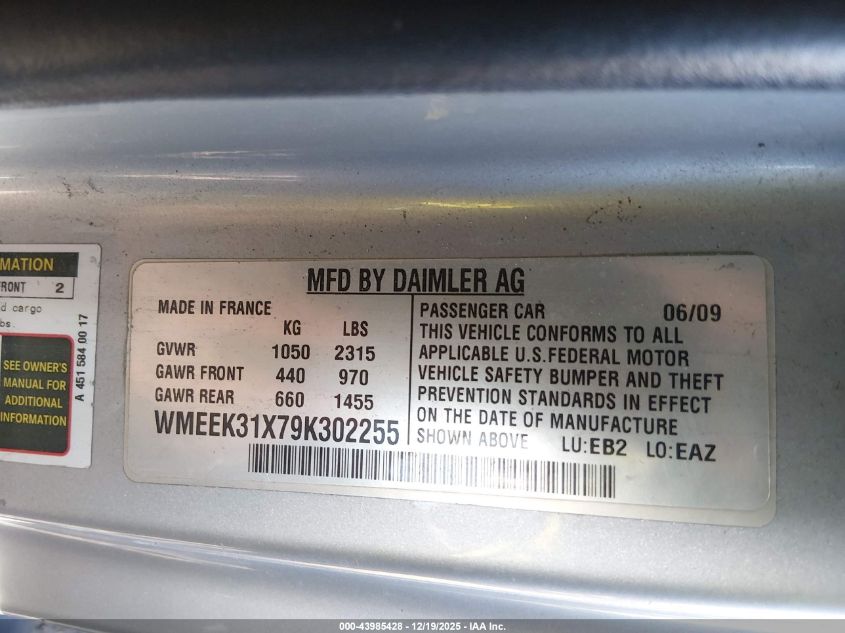 MATION
FRONT 2
d cargo
bs.
SEE OWNER'S
MANUAL FOR
ADDITIONAL
INFORMATION
A 451 584 00 17
MFD BY DAIMLER AG
MADE IN FRANCE
KG LBS
GVWR 1050 2315
GAWR FRONT 440 970
GAWR REAR 660 1455
WMEEK31X79K302255
PASSENGER CAR 06/09
THIS VEHICLE CONFORMS TO ALL
APPLICABLE U.S.FEDERAL MOTOR
VEHICLE SAFETY BUMPER AND THEFT
PREVENTION STANDARDS IN EFFECT
ON THE DATE OF MANUFACTURE
SHOWN ABOVE LU:EB2 LO:EAZ
000-43985428 - 12/19/2025 - IAA Inc.